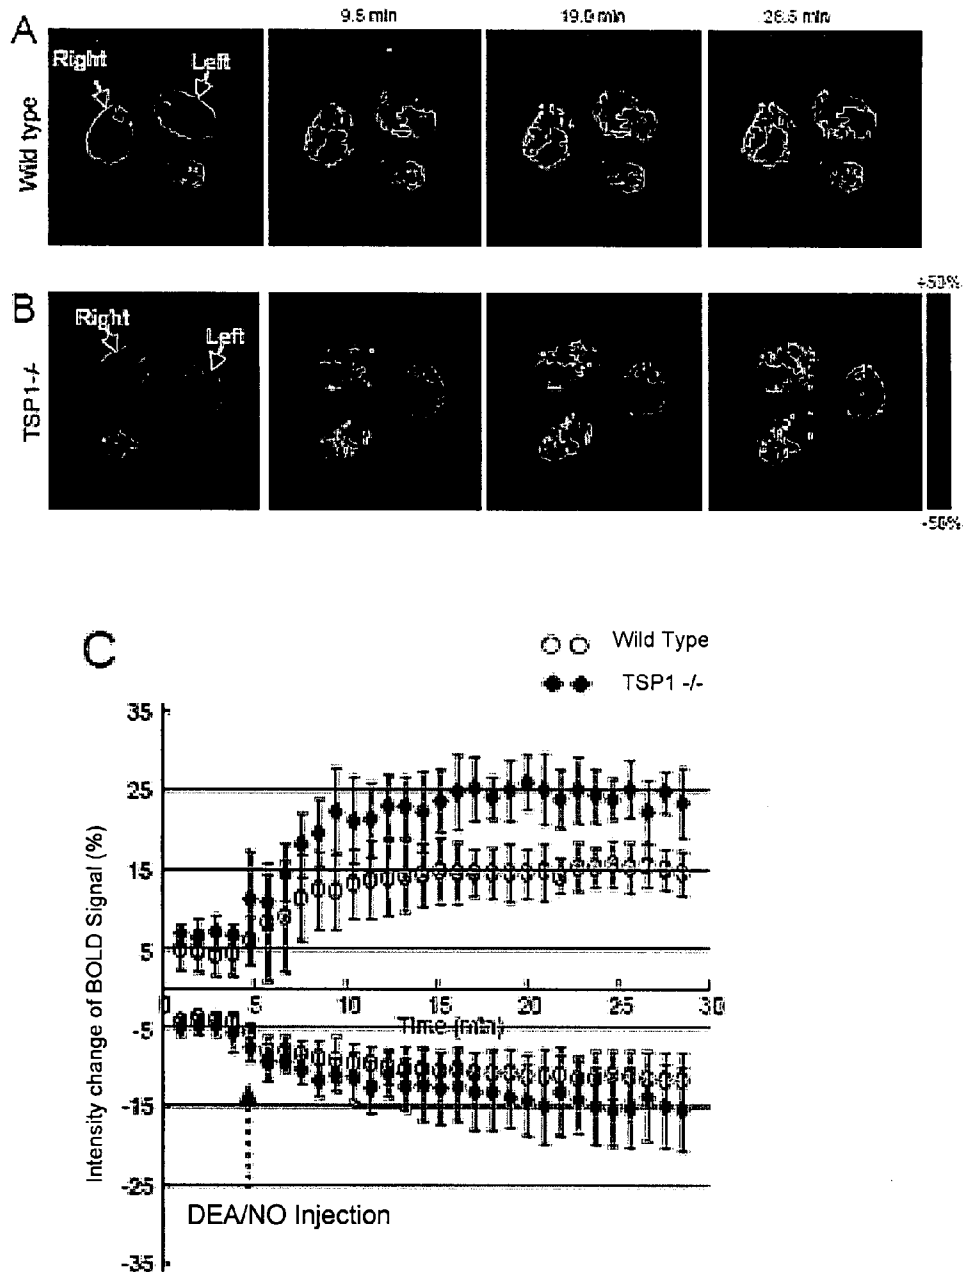 9.5 min 19.0 min 28.5 min
A
Right Left
Wild type
+50%
B
Right Left
TSP1-/-
-50%
C
Wild Type
TSP1 -/-
Intensity change of BOLD Signal (%)
35
25
15
5
0 5 10 15 20 25 30
Time (min)
-5
-15
-25
DEA/NO Injection
-35